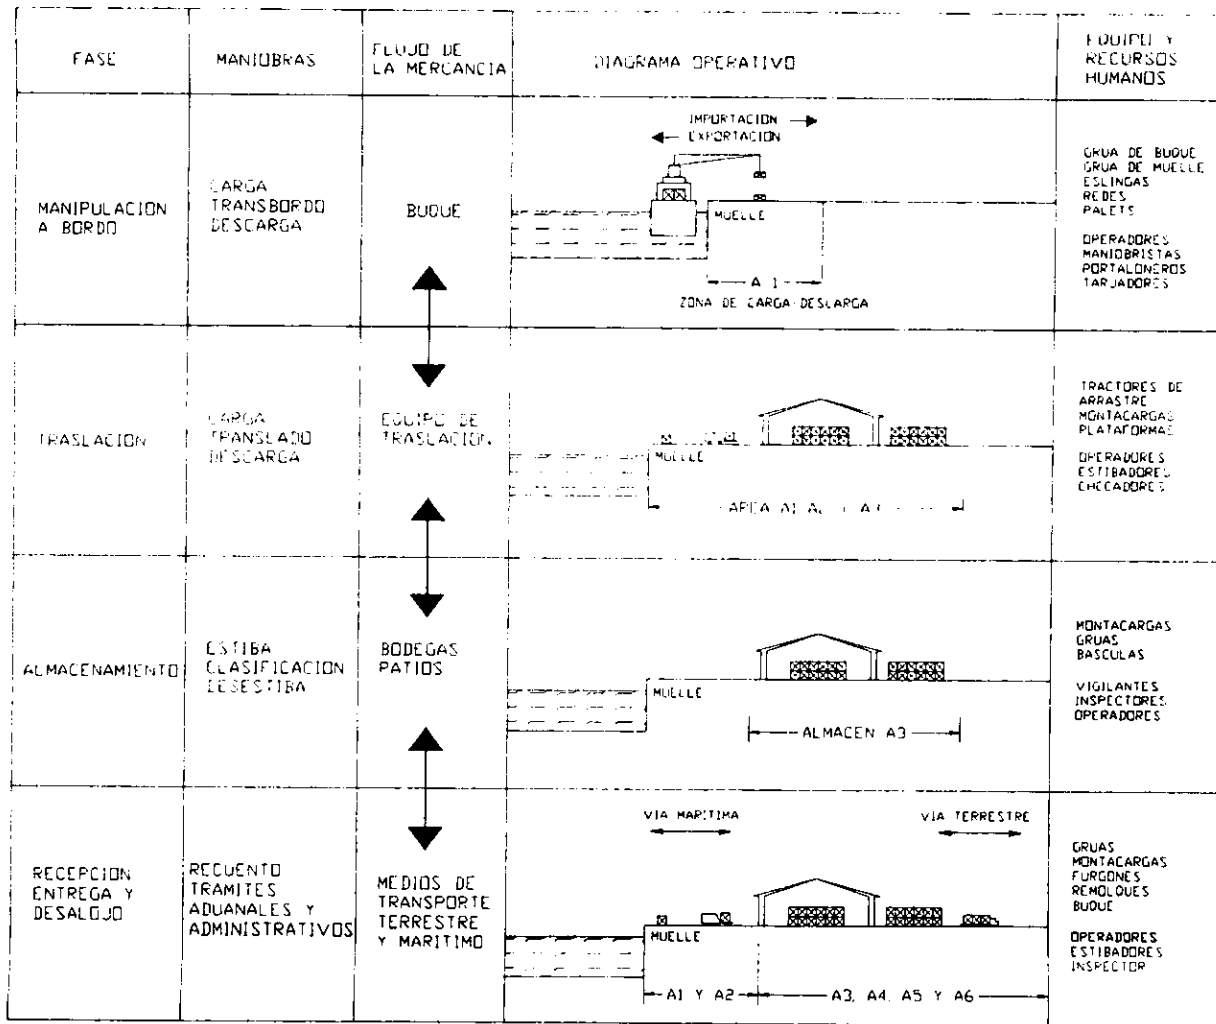 FASE
MANIOBRAS
FLUJO DE
LA MERCANCIA
DIAGRAMA OPERATIVO
EQUIPO Y
RECURSOS
HUMANOS
MANIPULACION
A BORDO
CARGA
TRANSBORDO
DESCARGA
BUQUE
IMPORTACION
EXPORTACION
MUELLE
A 1
ZONA DE CARGA-DESCARGA
GRUA DE BUQUE
GRUA DE MUELLE
ESLINGAS
REDES
PALETS
OPERADORES
MANIOBRISTAS
PORTALONEROS
TARJADORES
TRASLACION
CARGA
TRANSLADO
DESCARGA
EQUIPO DE
TRASLACION
MUELLE
AREA A1
TRACTORES DE
ARRASTRE
MONTACARGAS
PLATAFORMAS
OPERADORES
ESTIBADORES
CHECADORES
ALMACENAMIENTO
ESTIBA
CLASIFICACION
DESESTIBA
BODEGAS
PATIOS
MUELLE
ALMACEN A3
MONTACARGAS
GRUAS
BASCULAS
VIGILANTES
INSPECTORES
OPERADORES
RECEPCION
ENTREGA Y
DESALOJO
RECUENTO
TRAMITES
ADUANALES Y
ADMINISTRATIVOS
MEDIOS DE
TRANSPORTE
TERRESTRE
Y MARITIMO
VIA MARITIMA
VIA TERRESTRE
MUELLE
A1 Y A2
A3, A4, A5 Y A6
GRUAS
MONTACARGAS
FURGONES
REMOLQUES
BUQUE
OPERADORES
ESTIBADORES
INSPECTOR